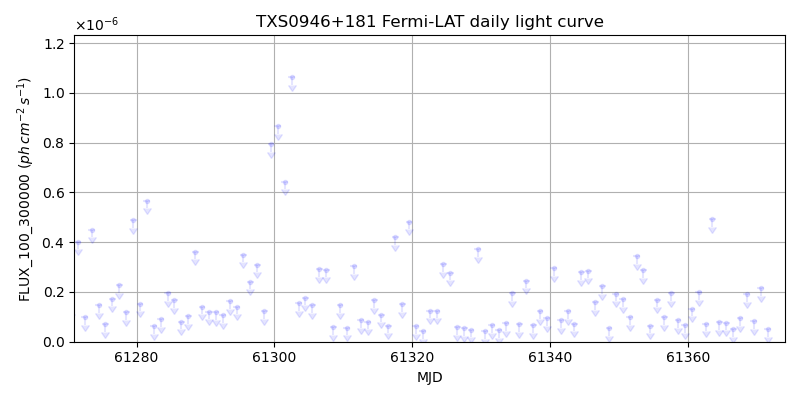 TXS0946+181 Fermi-LAT daily light curve
×10⁻⁶
1.2
1.0
0.8
0.6
0.4
0.2
0.0
FLUX_100_300000 (ph cm⁻² s⁻¹)
61280 61300 61320 61340 61360
MJD